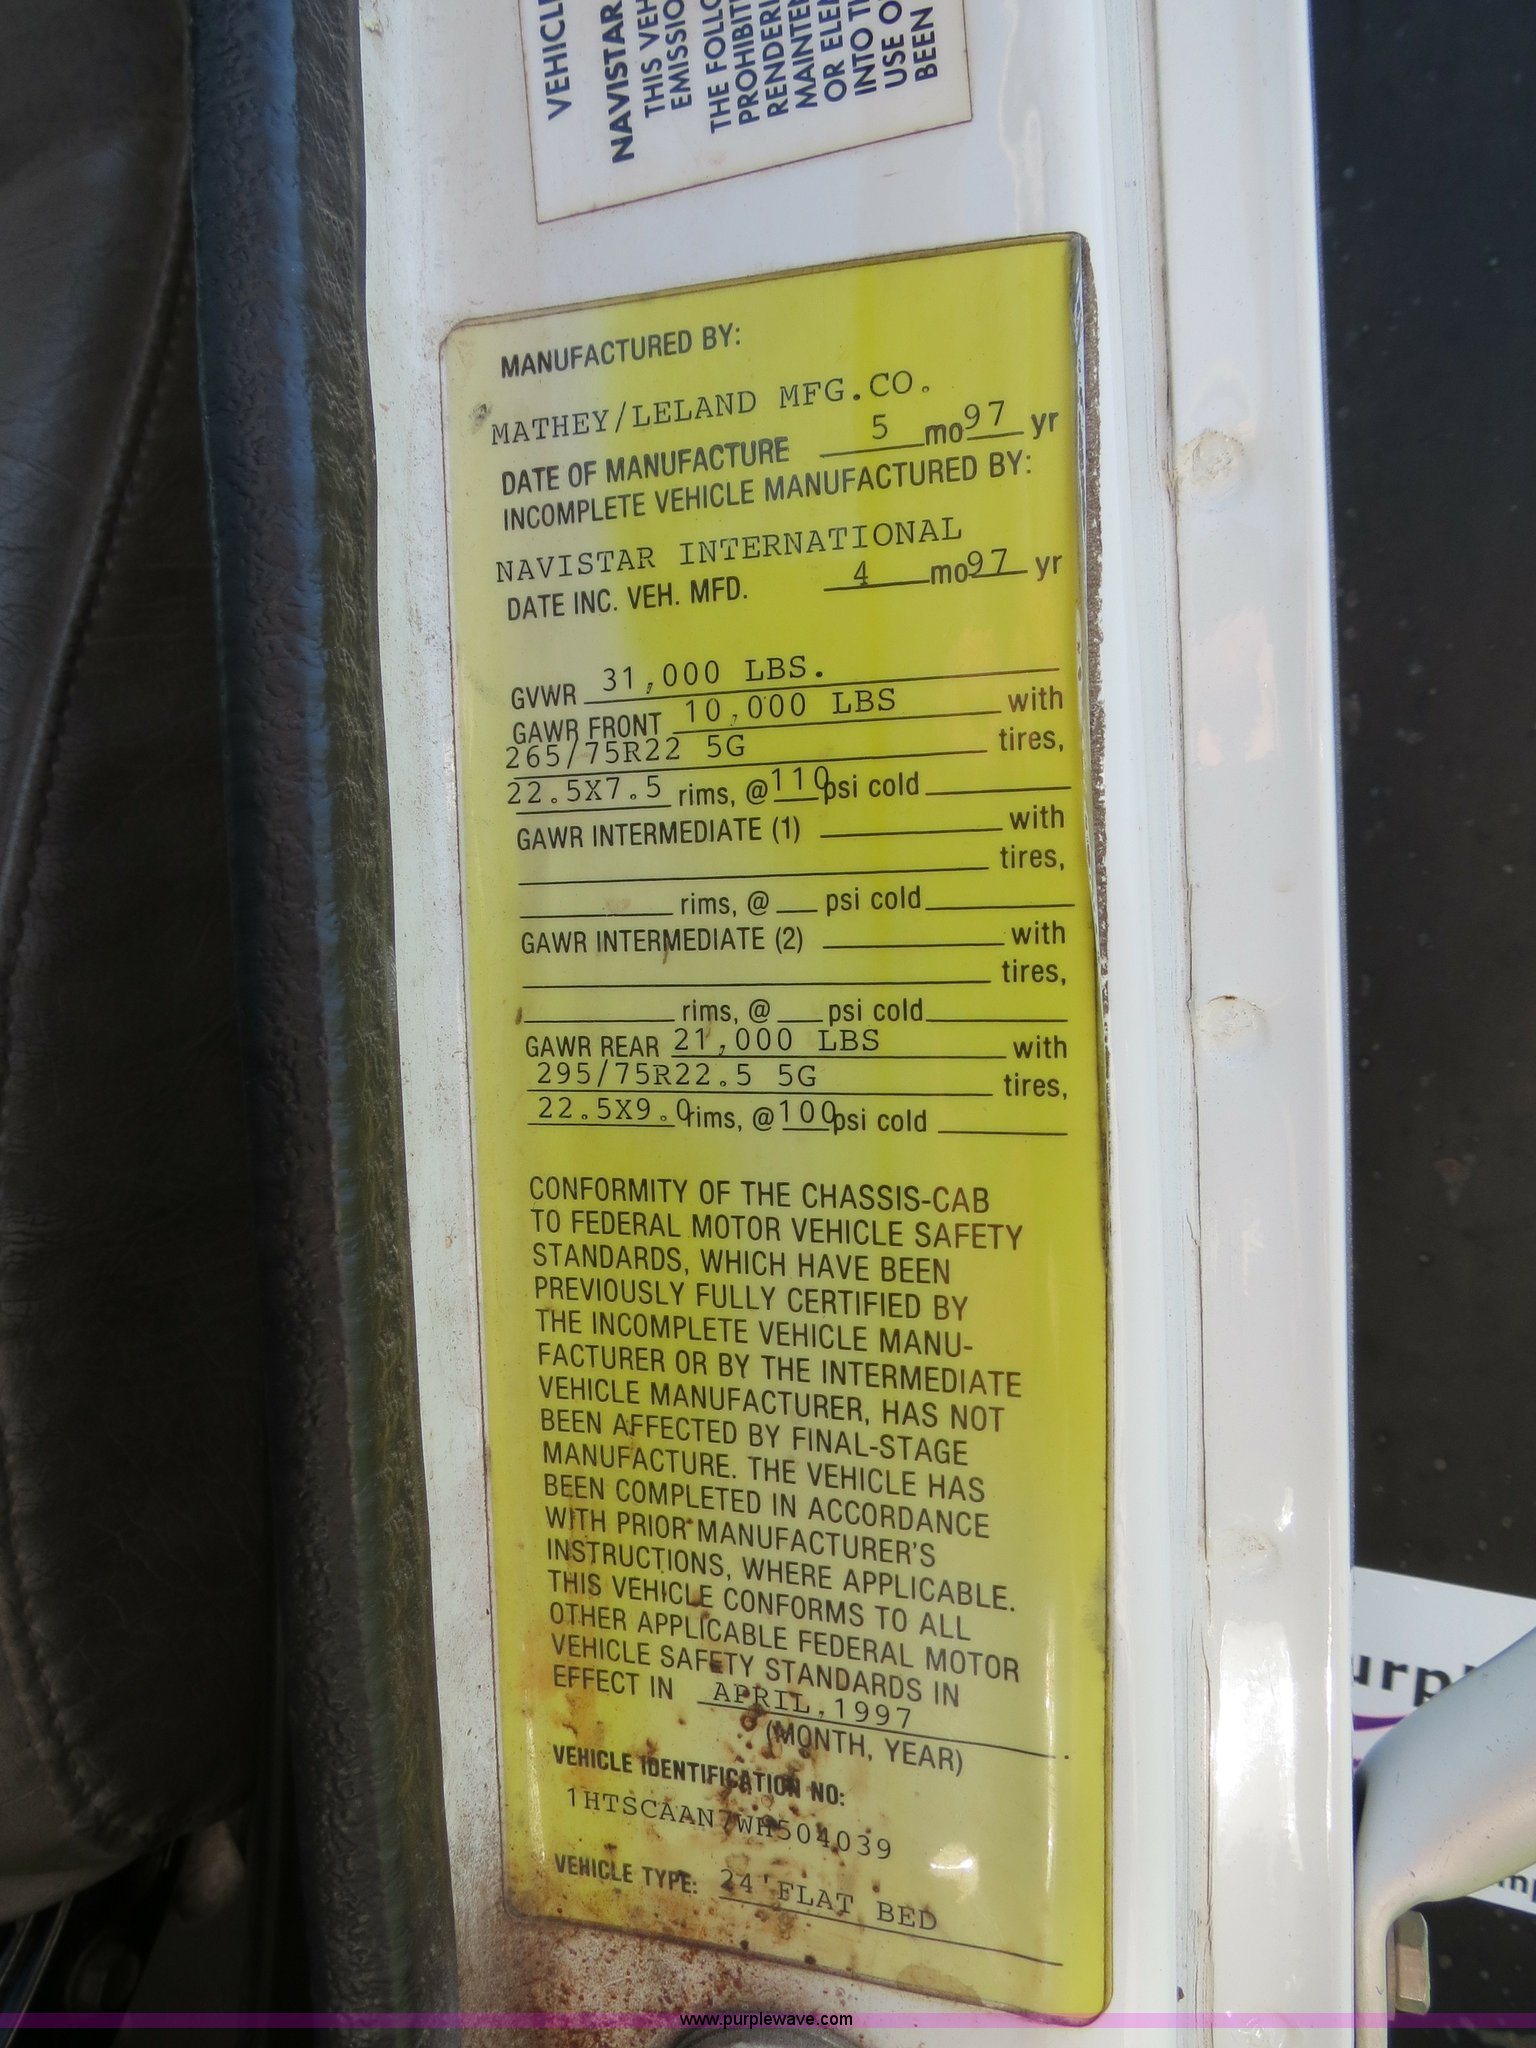 VEHICLE
NAVISTAR
THIS VEH
EMISSIO
THE FOLLO
PROHIBIT
RENDERI
MAINTEN
OR ELEM
INTO TH
USE O
BEEN
MANUFACTURED BY:
MATHEY/LELAND MFG.CO.
DATE OF MANUFACTURE 5 mo 97 yr
INCOMPLETE VEHICLE MANUFACTURED BY:
NAVISTAR INTERNATIONAL
DATE INC. VEH. MFD. 4 mo 97 yr
GVWR 31,000 LBS.
GAWR FRONT 10,000 LBS with
265/75R22 5G tires,
22.5X7.5 rims, @ 110 psi cold
GAWR INTERMEDIATE (1) with
tires,
rims, @ psi cold
GAWR INTERMEDIATE (2) with
tires,
rims, @ psi cold
GAWR REAR 21,000 LBS with
295/75R22.5 5G tires,
22.5X9.0 rims, @ 100 psi cold
CONFORMITY OF THE CHASSIS-CAB
TO FEDERAL MOTOR VEHICLE SAFETY
STANDARDS, WHICH HAVE BEEN
PREVIOUSLY FULLY CERTIFIED BY
THE INCOMPLETE VEHICLE MANU-
FACTURER OR BY THE INTERMEDIATE
VEHICLE MANUFACTURER, HAS NOT
BEEN AFFECTED BY FINAL-STAGE
MANUFACTURE. THE VEHICLE HAS
BEEN COMPLETED IN ACCORDANCE
WITH PRIOR MANUFACTURER'S
INSTRUCTIONS, WHERE APPLICABLE.
THIS VEHICLE CONFORMS TO ALL
OTHER APPLICABLE FEDERAL MOTOR
VEHICLE SAFETY STANDARDS IN
EFFECT IN APRIL,1997.
(MONTH, YEAR)
VEHICLE IDENTIFICATION NO:
1HTSCAAN7WH504039
VEHICLE TYPE: 24'FLAT BED
urpl
www.purplewave.com